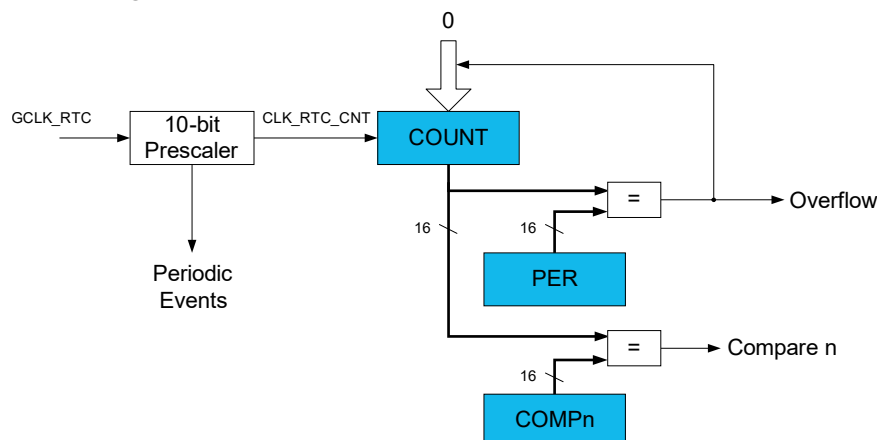 0
GCLK_RTC
10-bit
Prescaler
CLK_RTC_CNT
COUNT
=
Overflow
16
16
Periodic
Events
PER
=
Compare n
16
COMPn